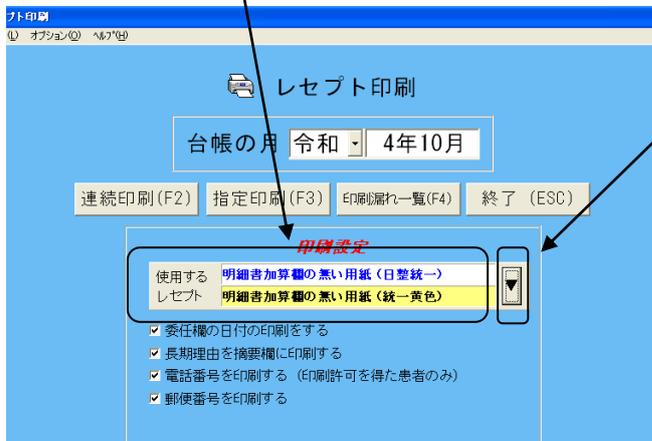 プト印刷
(L) オプション(O) ヘルプ(H)
レセプト印刷
台帳の月 令和 4年10月
連続印刷(F2) 指定印刷(F3) 印刷漏れ一覧(F4) 終了 (ESC)
印刷設定
使用する
レセプト
明細書加算欄の無い用紙(日整統一)
明細書加算欄の無い用紙(統一黄色)
委任欄の日付の印刷をする
長期理由を摘要欄に印刷する
電話番号を印刷する (印刷許可を得た患者のみ)
郵便番号を印刷する